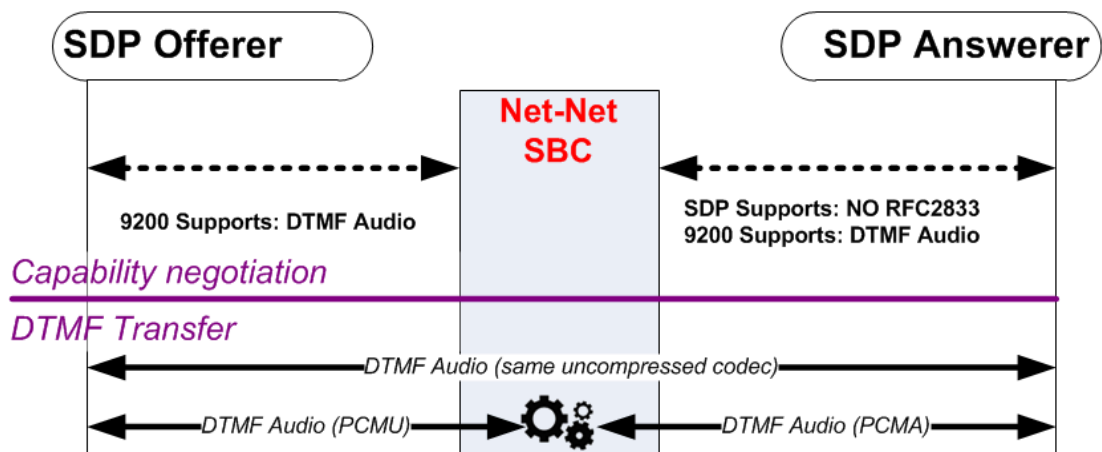 SDP Offerer
SDP Answerer
Net-Net
SBC
9200 Supports: DTMF Audio
SDP Supports: NO RFC2833
9200 Supports: DTMF Audio
Capability negotiation
DTMF Transfer
DTMF Audio (same uncompressed codec)
DTMF Audio (PCMU)
DTMF Audio (PCMA)